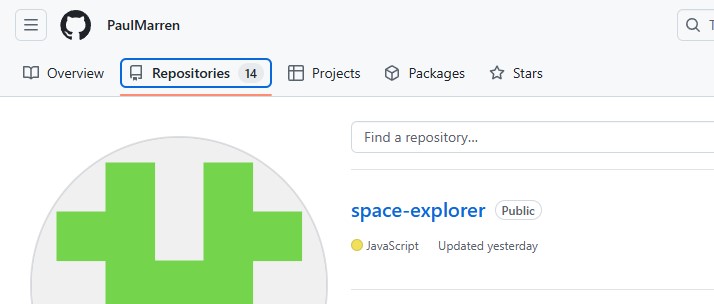 PaulMarren
T
Overview Repositories 14 Projects Packages Stars
Find a repository...
space-explorer Public
JavaScript Updated yesterday